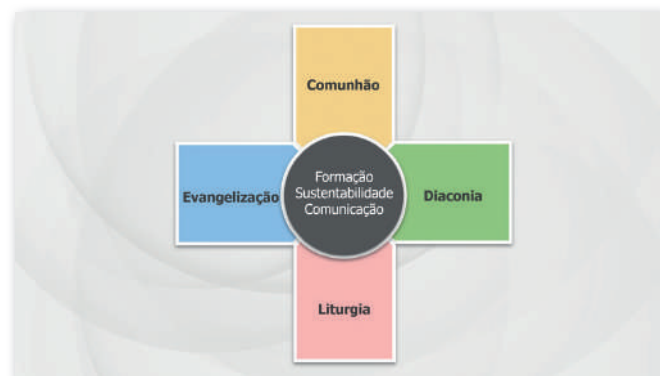 Comunhão
Evangelização
Formação
Sustentabilidade
Comunicação
Diaconia
Liturgia